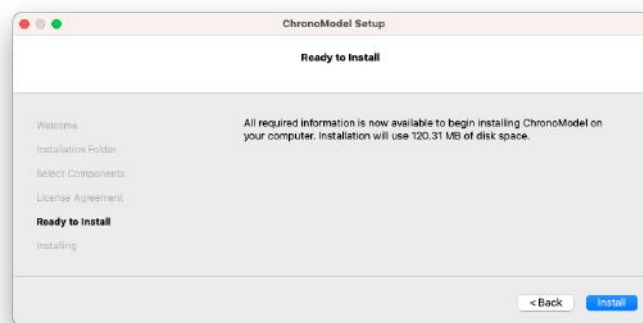 ChronoModel Setup
Ready to Install
Welcome
Installation Folder
Select Components
License Agreement
Ready to Install
Installing
All required information is now available to begin installing ChronoModel on
your computer. Installation will use 120.31 MB of disk space.
< Back
Install